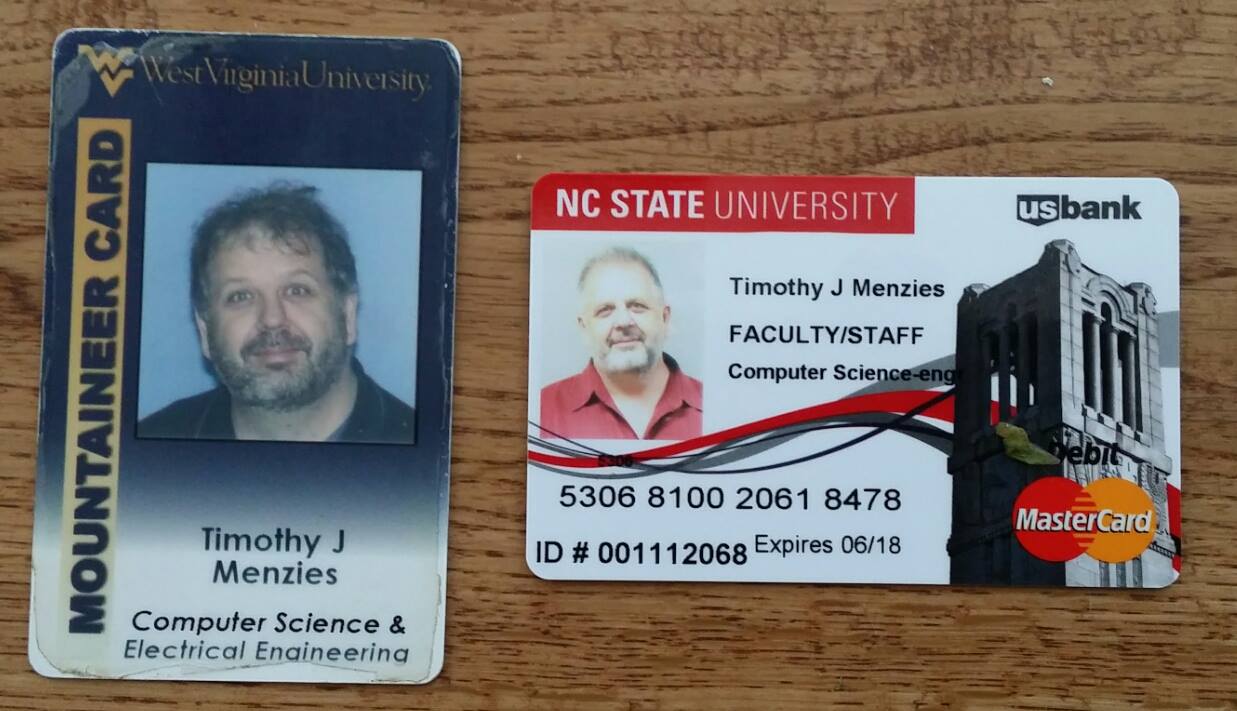 West Virginia University
MOUNTAINEER CARD
Timothy J
Menzies
Computer Science &
Electrical Engineering
NC STATE UNIVERSITY
usbank
Timothy J Menzies
FACULTY/STAFF
Computer Science-engr
Debit
5306
5306 8100 2061 8478
MasterCard
ID # 001112068 Expires 06/18